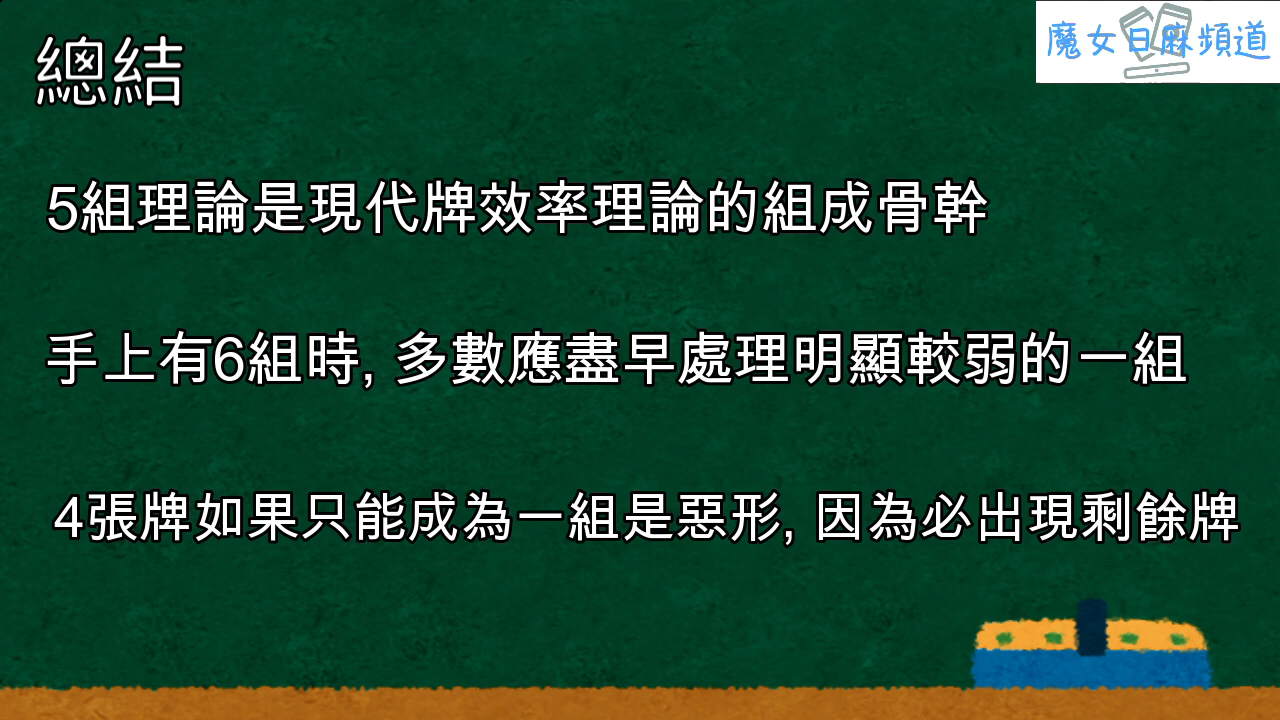 總結
魔女日麻頻道
5組理論是現代牌效率理論的組成骨幹
手上有6組時, 多數應盡早處理明顯較弱的一組
4張牌如果只能成為一組是惡形, 因為必出現剩餘牌